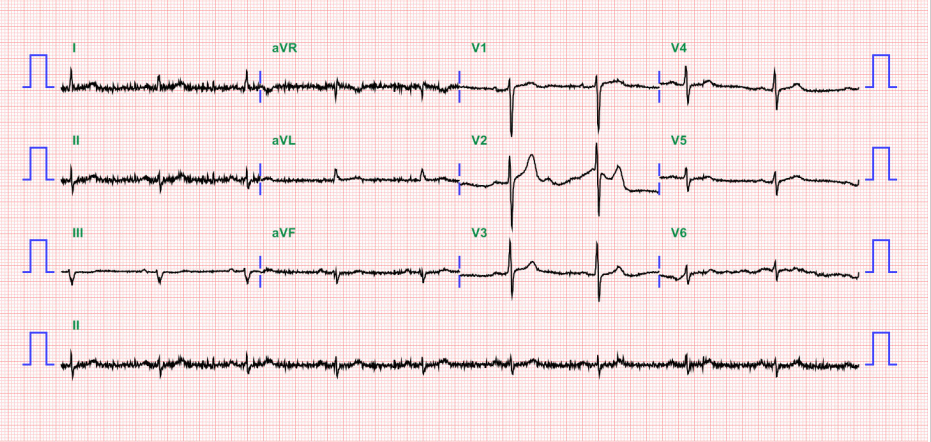 I aVR V1 V4
II aVL V2 V5
III aVF V3 V6
II